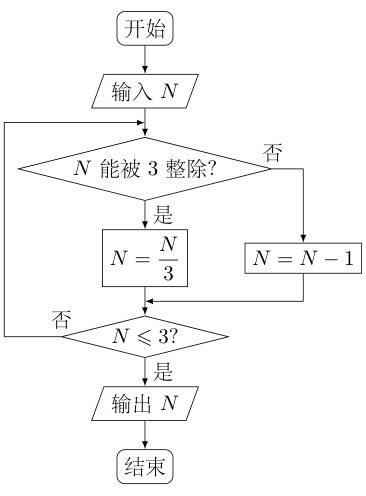 开始
输入 N
N 能被 3 整除?
否
是
N = N/3
N = N − 1
否
N ⩽ 3?
是
输出 N
结束